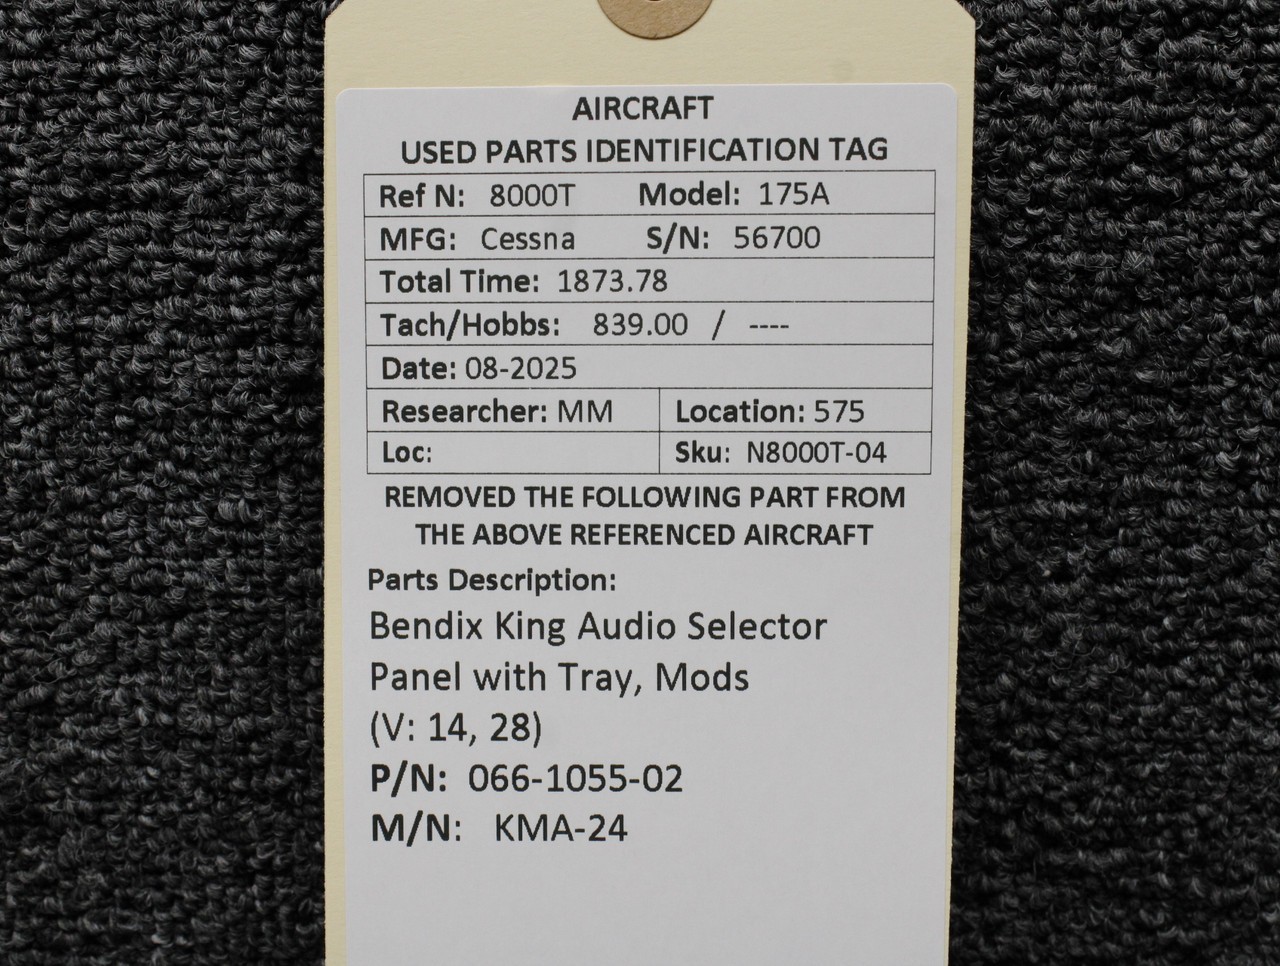 AIRCRAFT
USED PARTS IDENTIFICATION TAG
Ref N: 8000T Model: 175A
MFG: Cessna S/N: 56700
Total Time: 1873.78
Tach/Hobbs: 839.00 / ----
Date: 08-2025
Researcher: MM Location: 575
Loc: Sku: N8000T-04
REMOVED THE FOLLOWING PART FROM
THE ABOVE REFERENCED AIRCRAFT
Parts Description:
Bendix King Audio Selector
Panel with Tray, Mods
(V: 14, 28)
P/N: 066-1055-02
M/N: KMA-24